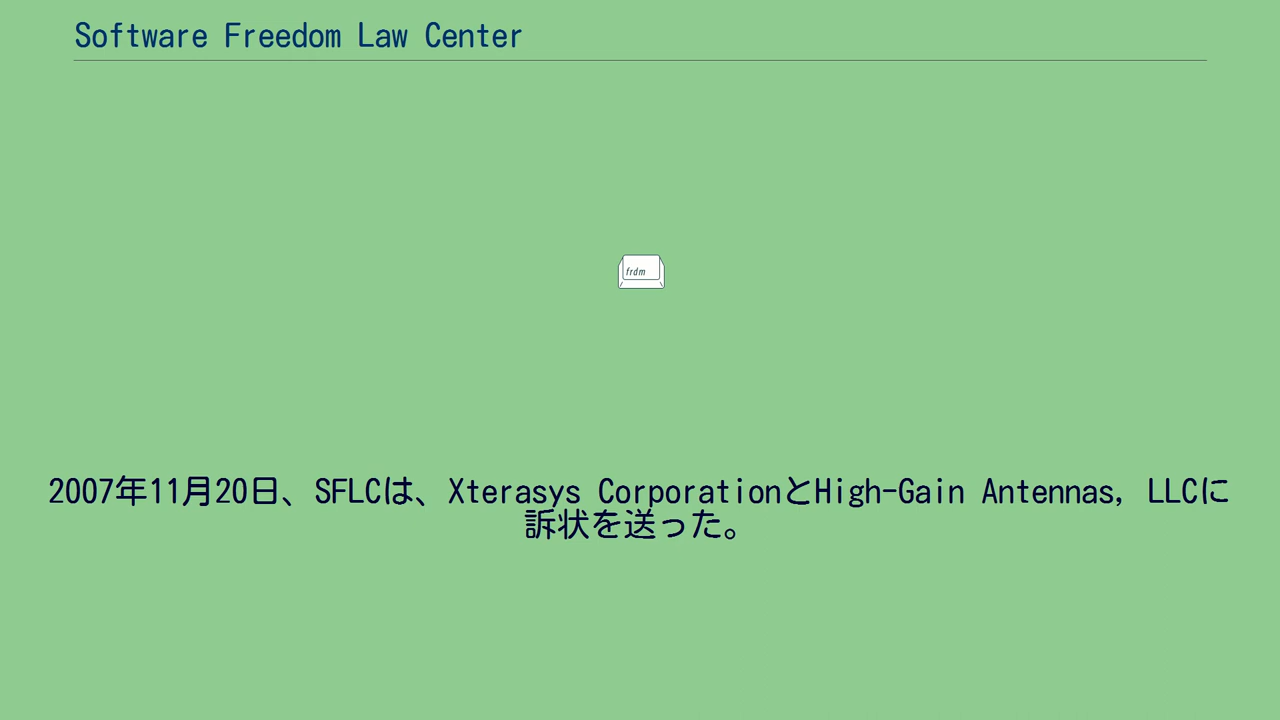 Software Freedom Law Center
frdm
2007年11月20日、SFLCは、Xterasys CorporationとHigh-Gain Antennas, LLCに
訴状を送った。